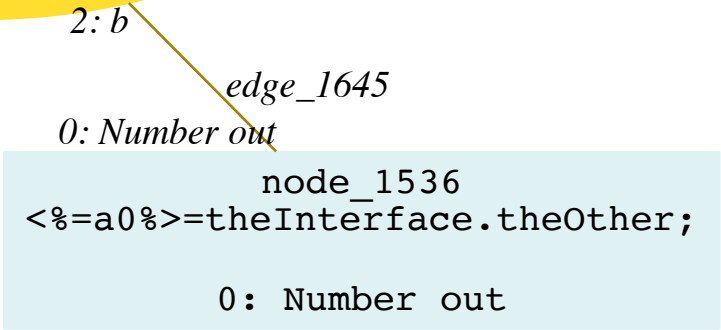 2: b
edge_1645
0: Number out
node_1536
<%=a0%>=theInterface.theOther;
0: Number out